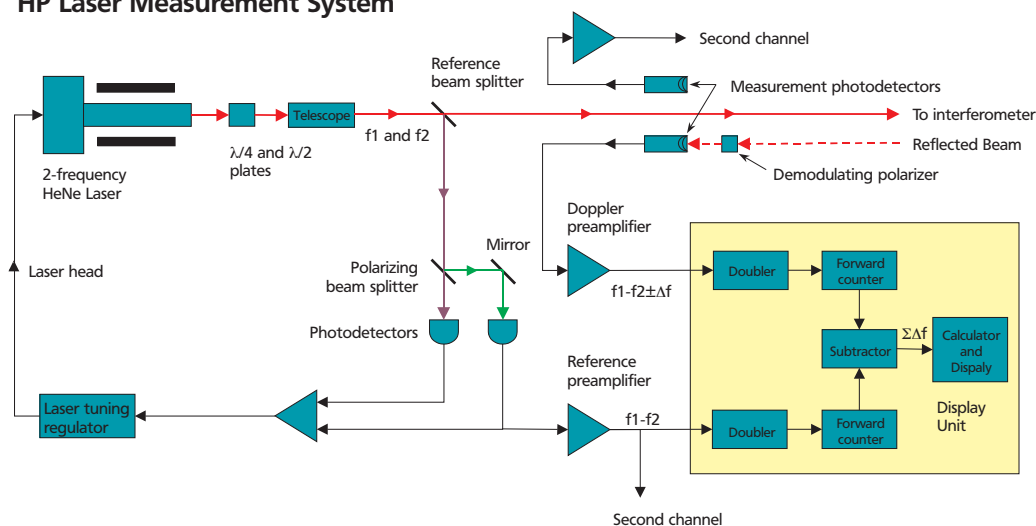 HP Laser Measurement System
Second channel
Reference
beam splitter
Measurement photodetectors
Telescope
f1 and f2
To interferometer
λ/4 and λ/2
plates
Reflected Beam
2-frequency
HeNe Laser
Demodulating polarizer
Doppler
preamplifier
Mirror
Laser head
Polarizing
beam splitter
f1-f2±Δf
Doubler
Forward
counter
Photodetectors
Subtractor
ΣΔf
Calculator
and
Dispaly
Reference
preamplifier
Laser tuning
regulator
f1-f2
Doubler
Forward
counter
Display
Unit
Second channel